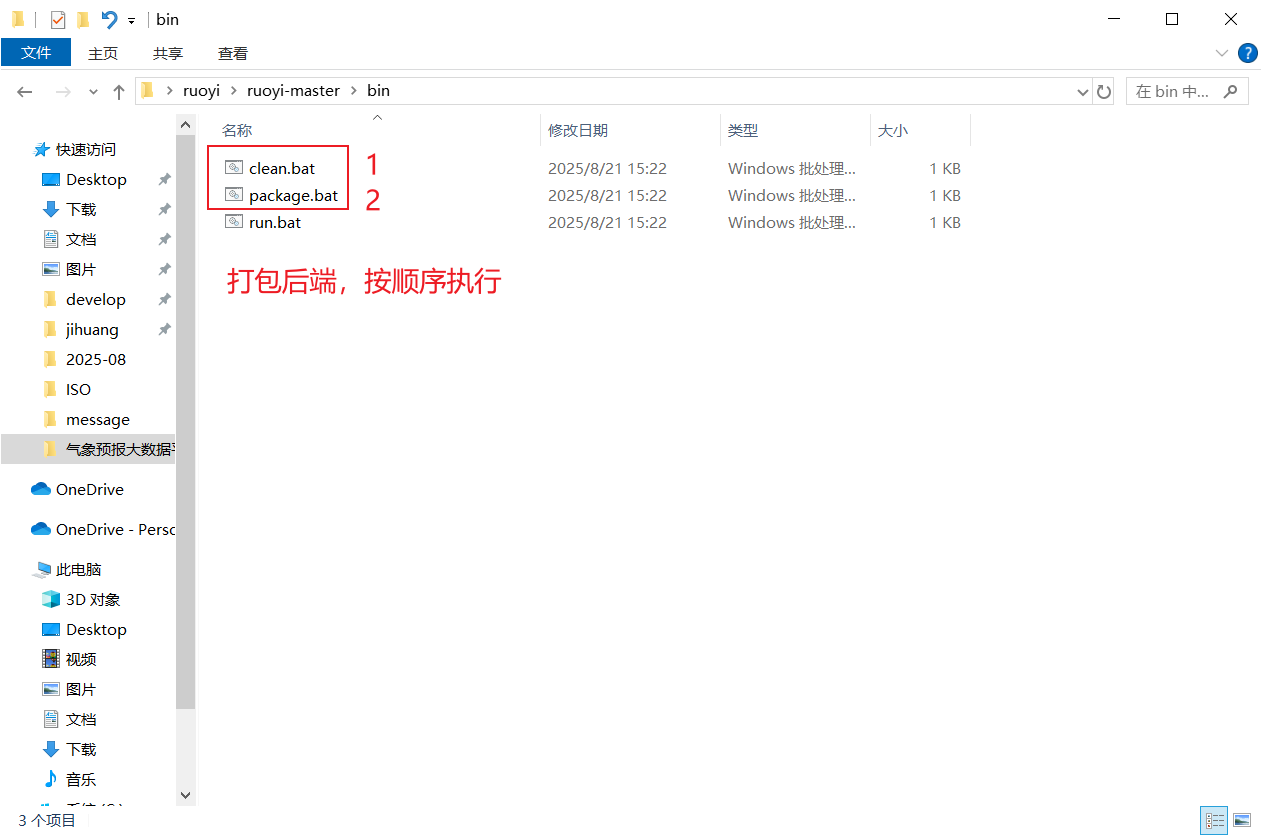 bin
文件 主页 共享 查看
ruoyi > ruoyi-master > bin
在 bin 中...
名称 修改日期 类型 大小
clean.bat 2025/8/21 15:22 Windows 批处理... 1 KB
1
package.bat 2025/8/21 15:22 Windows 批处理... 1 KB
2
run.bat 2025/8/21 15:22 Windows 批处理... 1 KB
打包后端，按顺序执行
快速访问
Desktop
下载
文档
图片
develop
jihuang
2025-08
ISO
message
气象预报大数据
OneDrive
OneDrive - Perso
此电脑
3D 对象
Desktop
视频
图片
文档
下载
音乐
3 个项目